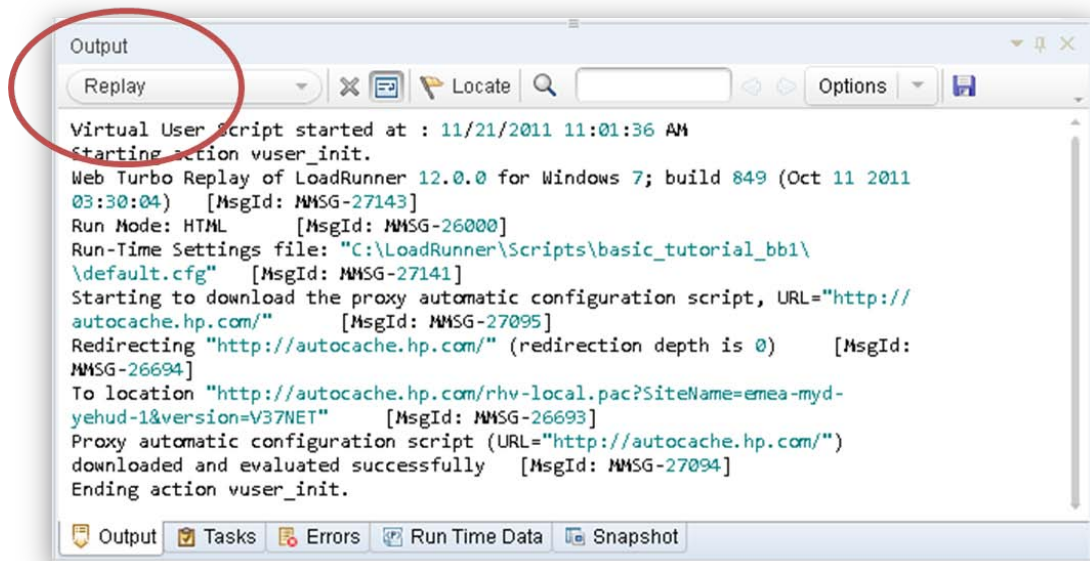 Output
Replay
Locate
Options
Virtual User Script started at : 11/21/2011 11:01:36 AM
Starting action vuser_init.
Web Turbo Replay of LoadRunner 12.0.0 for Windows 7; build 849 (Oct 11 2011
03:30:04) [MsgId: MMSG-27143]
Run Mode: HTML [MsgId: MMSG-26000]
Run-Time Settings file: "C:\LoadRunner\Scripts\basic_tutorial_bb1\
\default.cfg" [MsgId: MMSG-27141]
Starting to download the proxy automatic configuration script, URL="http://
autocache.hp.com/" [MsgId: MMSG-27095]
Redirecting "http://autocache.hp.com/" (redirection depth is 0) [MsgId:
MMSG-26694]
To location "http://autocache.hp.com/rhv-local.pac?SiteName=emea-myd-
yehud-1&version=V37NET" [MsgId: MMSG-26693]
Proxy automatic configuration script (URL="http://autocache.hp.com/")
downloaded and evaluated successfully [MsgId: MMSG-27094]
Ending action vuser_init.
Output Tasks Errors Run Time Data Snapshot